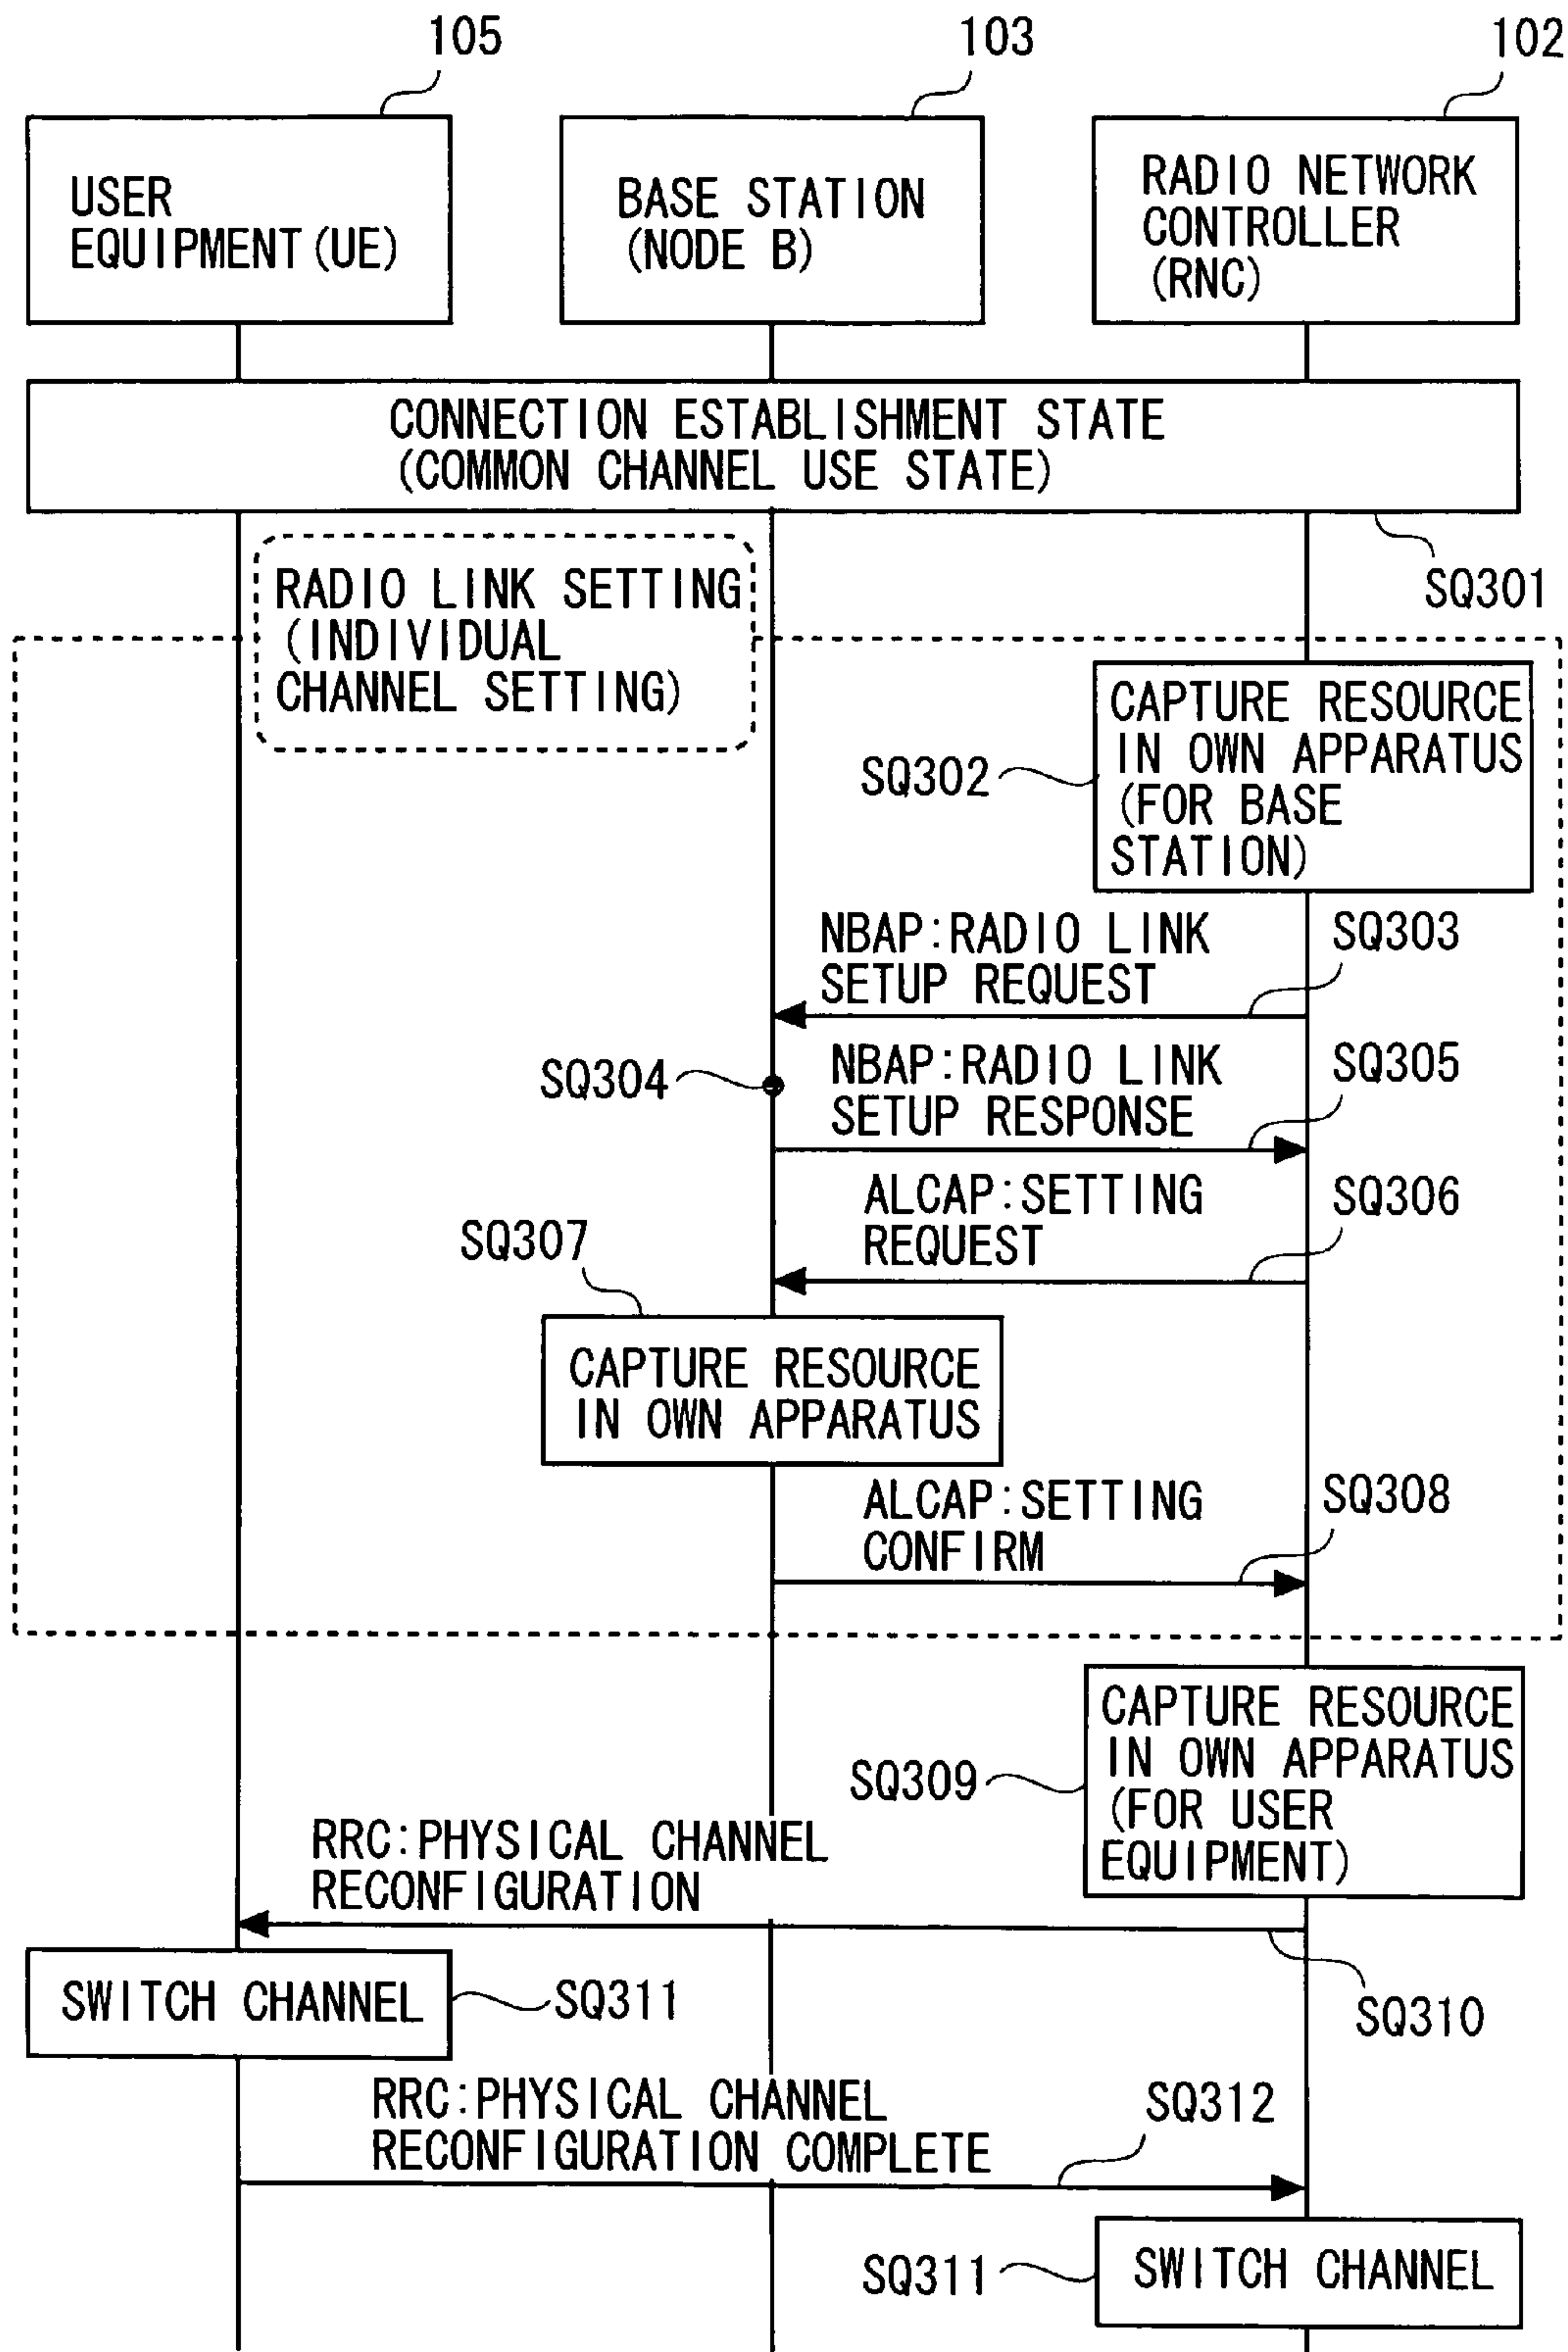 105
103
102
USER
EQUIPMENT(UE)
BASE STATION
(NODE B)
RADIO NETWORK
CONTROLLER
(RNC)
CONNECTION ESTABLISHMENT STATE
(COMMON CHANNEL USE STATE)
SQ301
RADIO LINK SETTING
(INDIVIDUAL
CHANNEL SETTING)
CAPTURE RESOURCE
IN OWN APPARATUS
(FOR BASE
STATION)
SQ302
NBAP:RADIO LINK
SETUP REQUEST
SQ303
SQ304
NBAP:RADIO LINK
SETUP RESPONSE
SQ305
ALCAP:SETTING
REQUEST
SQ306
SQ307
CAPTURE RESOURCE
IN OWN APPARATUS
ALCAP:SETTING
CONFIRM
SQ308
CAPTURE RESOURCE
IN OWN APPARATUS
(FOR USER
EQUIPMENT)
SQ309
RRC:PHYSICAL CHANNEL
RECONFIGURATION
SQ310
SWITCH CHANNEL
SQ311
RRC:PHYSICAL CHANNEL
RECONFIGURATION COMPLETE
SQ312
SQ311
SWITCH CHANNEL